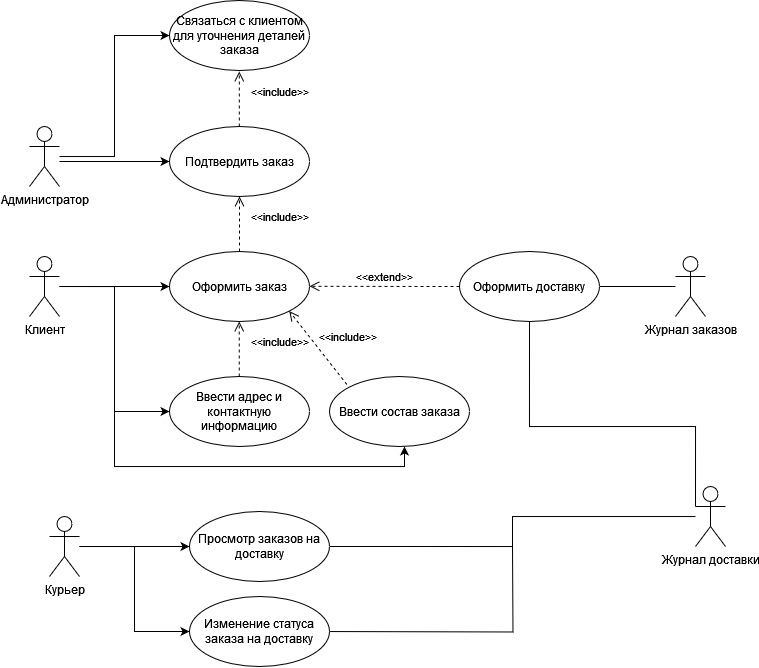 Связаться с клиентом
для уточнения деталей
заказа
<<include>>
Подтвердить заказ
Администратор
<<include>>
Оформить заказ
<<extend>>
Оформить доставку
Клиент
Журнал заказов
<<include>>
<<include>>
Ввести адрес и
контактную
информацию
Ввести состав заказа
Просмотр заказов на
доставку
Журнал доставки
Курьер
Изменение статуса
заказа на доставку